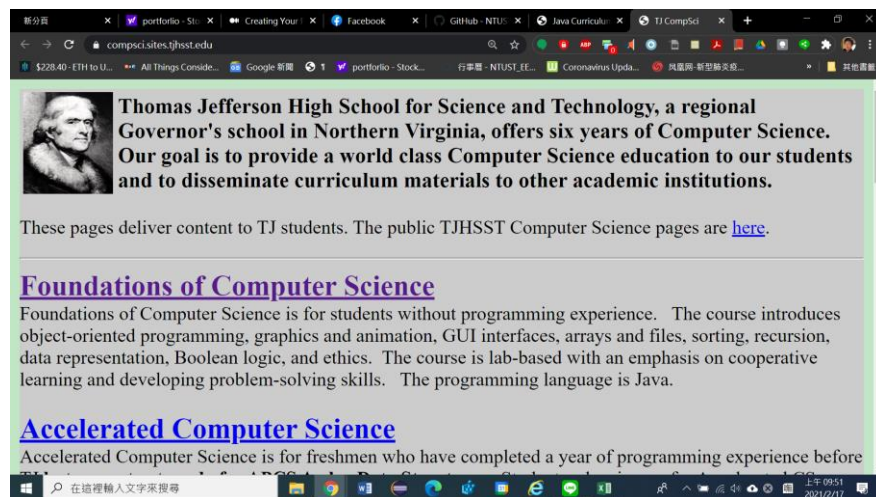 新分頁
portforlio - Sto
Creating Your
Facebook
GitHub - NTUS
Java Curriculur
TJ CompSci
compsci.sites.tjhsst.edu
$228.40 - ETH to U...
All Things Conside...
Google 新聞
1
portforlio - Stock...
行事曆 - NTUST_EE...
Coronavirus Upda...
其他書籤
Thomas Jefferson High School for Science and Technology, a regional
Governor's school in Northern Virginia, offers six years of Computer Science.
Our goal is to provide a world class Computer Science education to our students
and to disseminate curriculum materials to other academic institutions.
These pages deliver content to TJ students. The public TJHSST Computer Science pages are here.
Foundations of Computer Science
Foundations of Computer Science is for students without programming experience. The course introduces
object-oriented programming, graphics and animation, GUI interfaces, arrays and files, sorting, recursion,
data representation, Boolean logic, and ethics. The course is lab-based with an emphasis on cooperative
learning and developing problem-solving skills. The programming language is Java.
Accelerated Computer Science
Accelerated Computer Science is for freshmen who have completed a year of programming experience before
在這裡輸入文字來搜尋
上午 09:51
2021/2/17